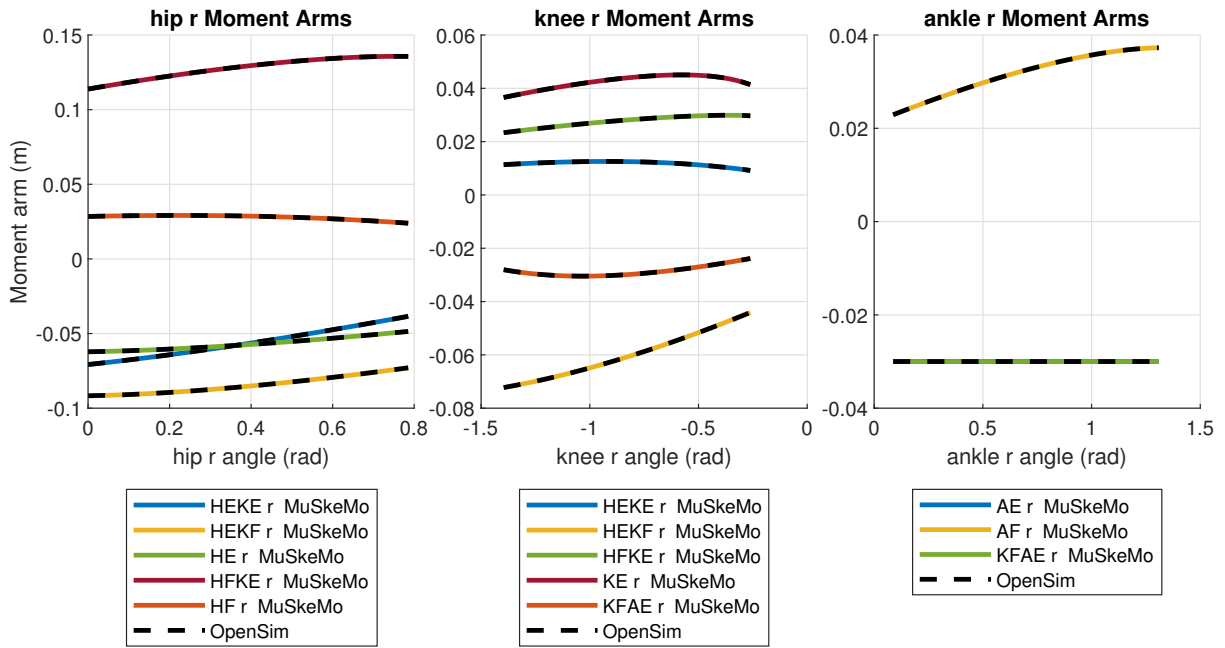 hip r Moment Arms
0.15
0.1
0.05
0
-0.05
-0.1
Moment arm (m)
0
0.2
0.4
0.6
0.8
hip r angle (rad)
HEKE r MuSkeMo
HEKF r MuSkeMo
HE r MuSkeMo
HFKE r MuSkeMo
HF r MuSkeMo
OpenSim
knee r Moment Arms
0.06
0.04
0.02
0
-0.02
-0.04
-0.06
-0.08
-1.5
-1
-0.5
0
knee r angle (rad)
HEKE r MuSkeMo
HEKF r MuSkeMo
HFKE r MuSkeMo
KE r MuSkeMo
KFAE r MuSkeMo
OpenSim
ankle r Moment Arms
0.04
0.02
0
-0.02
-0.04
0
0.5
1
1.5
ankle r angle (rad)
AE r MuSkeMo
AF r MuSkeMo
KFAE r MuSkeMo
OpenSim